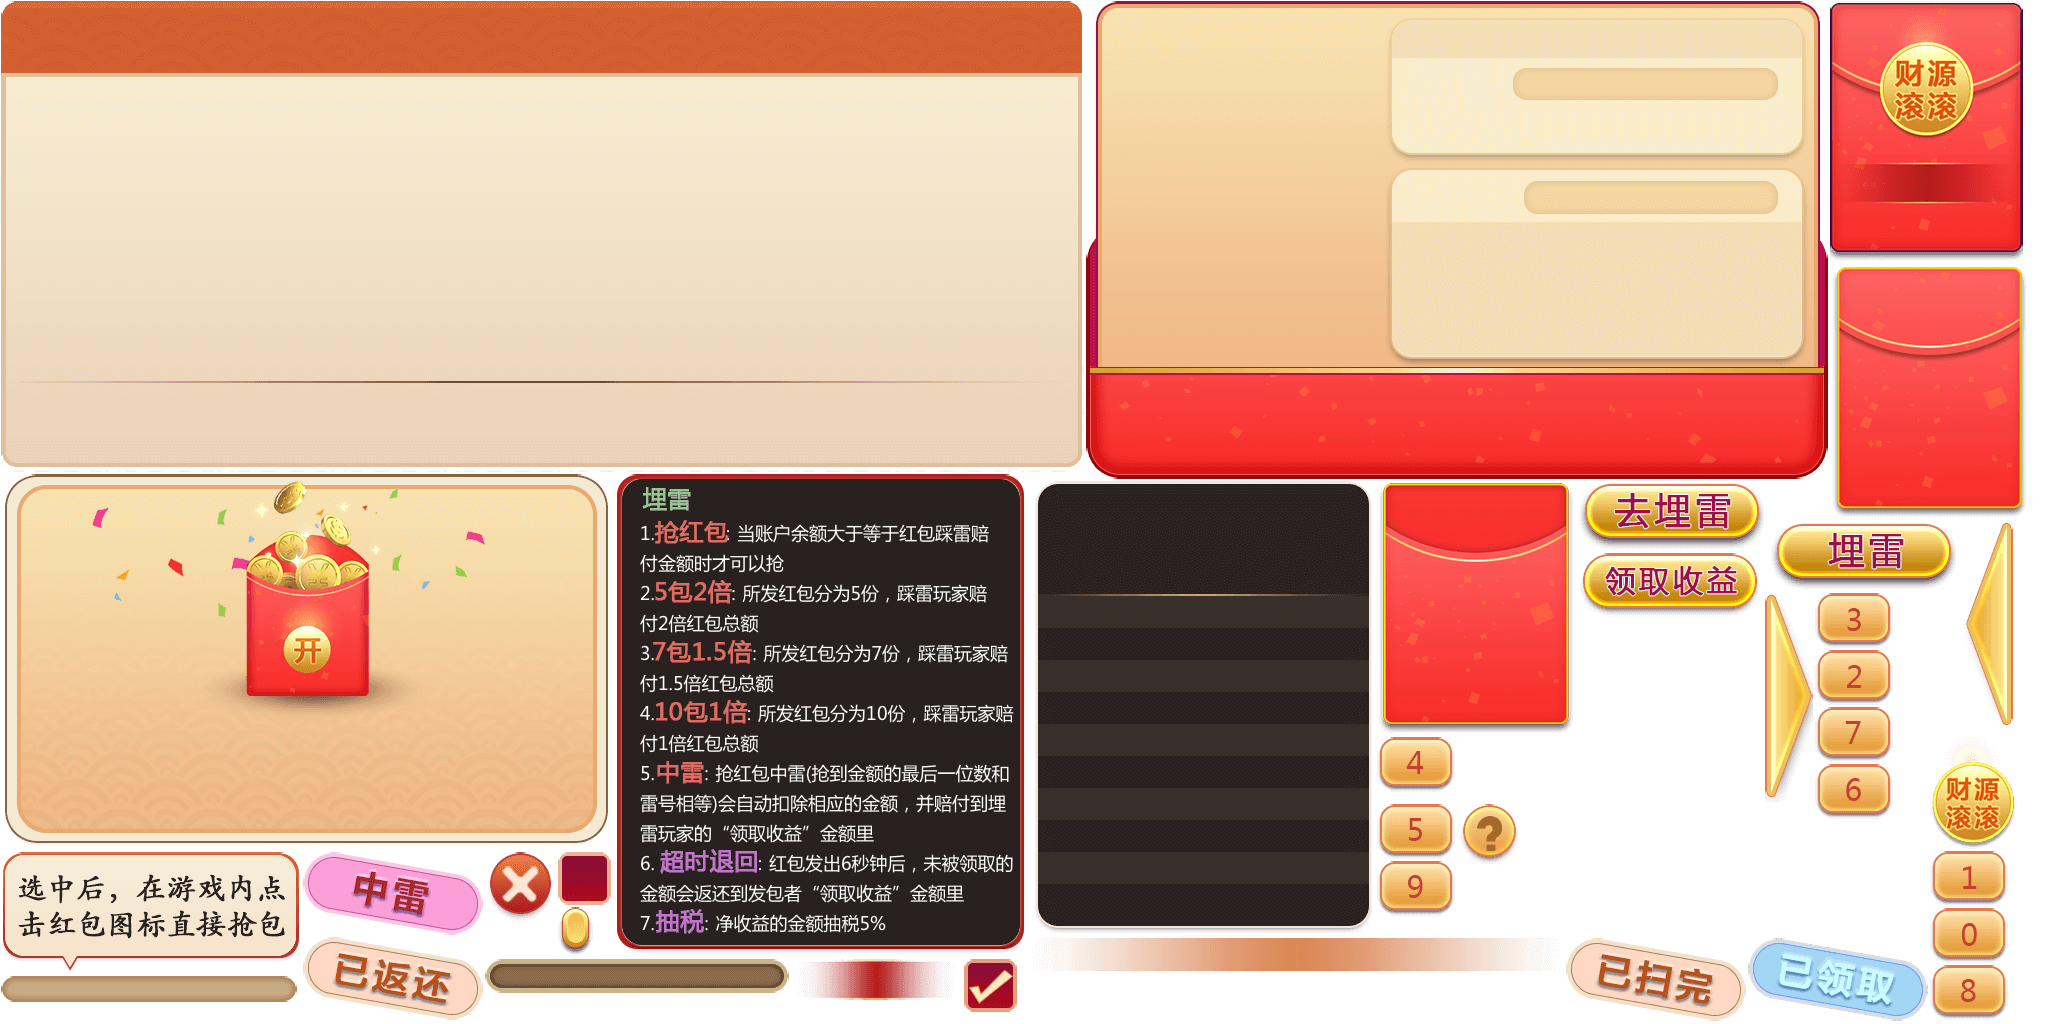 财源
滚滚
开
埋雷
1.抢红包: 当账户余额大于等于红包踩雷赔
付金额时才可以抢
2.5包2倍: 所发红包分为5份，踩雷玩家赔
付2倍红包总额
3.7包1.5倍: 所发红包分为7份，踩雷玩家赔
付1.5倍红包总额
4.10包1倍: 所发红包分为10份，踩雷玩家赔
付1倍红包总额
5.中雷: 抢红包中雷(抢到金额的最后一位数和
雷号相等)会自动扣除相应的金额，并赔付到埋
雷玩家的“领取收益”金额里
6. 超时退回: 红包发出6秒钟后，未被领取的
金额会返还到发包者“领取收益”金额里
7.抽税: 净收益的金额抽税5%
去埋雷
领取收益
埋雷
3
2
7
6
4
5
?
9
财源
滚滚
1
0
8
选中后，在游戏内点
击红包图标直接抢包
中雷
已返还
已扫完
已领取